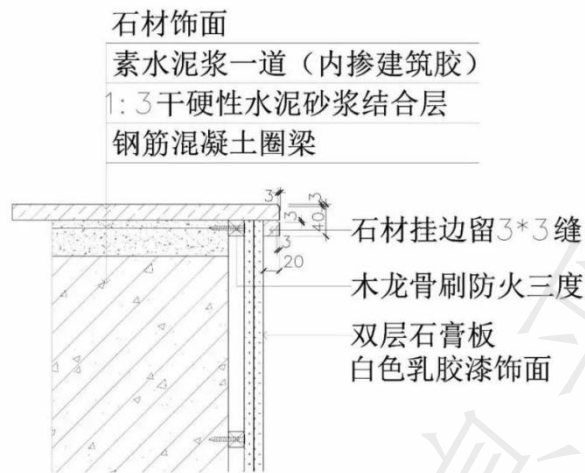 石材饰面
素水泥浆一道（内掺建筑胶）
1:3干硬性水泥砂浆结合层
钢筋混凝土圈梁
3
3
3
40
3
20
石材挂边留3*3缝
木龙骨刷防火三度
双层石膏板
白色乳胶漆饰面